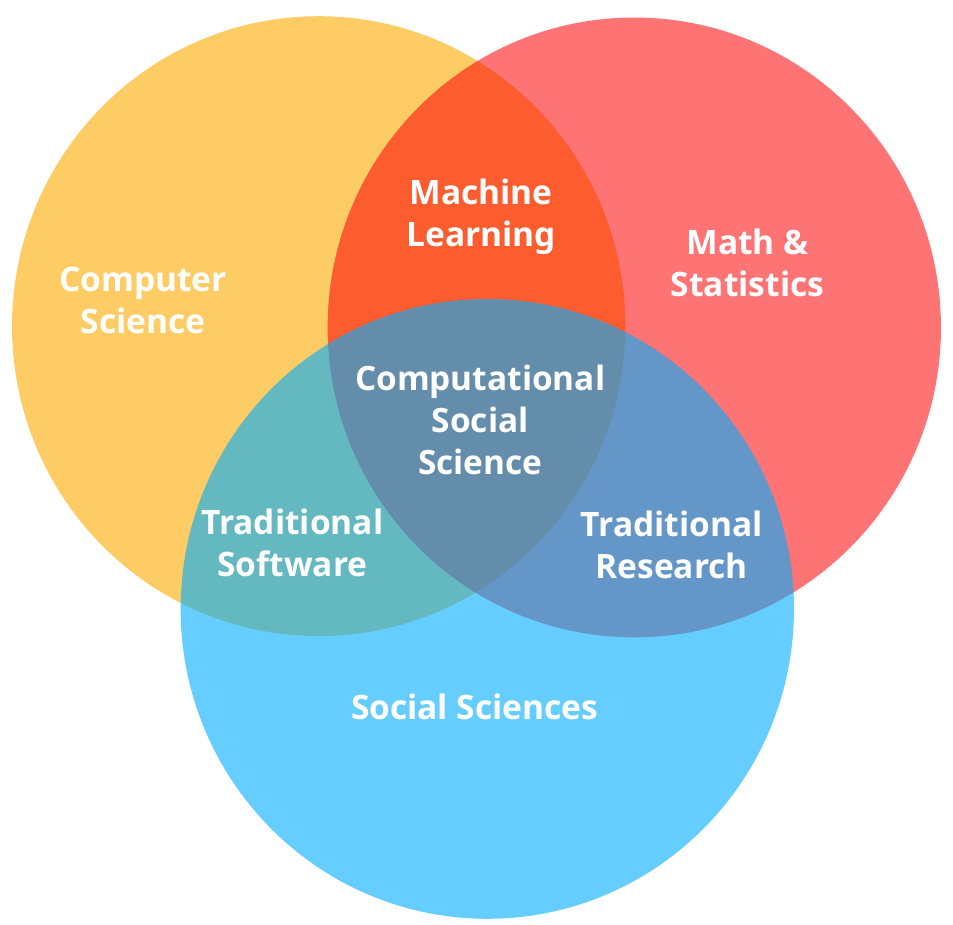 Machine
Learning
Math &
Statistics
Computer
Science
Computational
Social
Science
Traditional
Software
Traditional
Research
Social Sciences